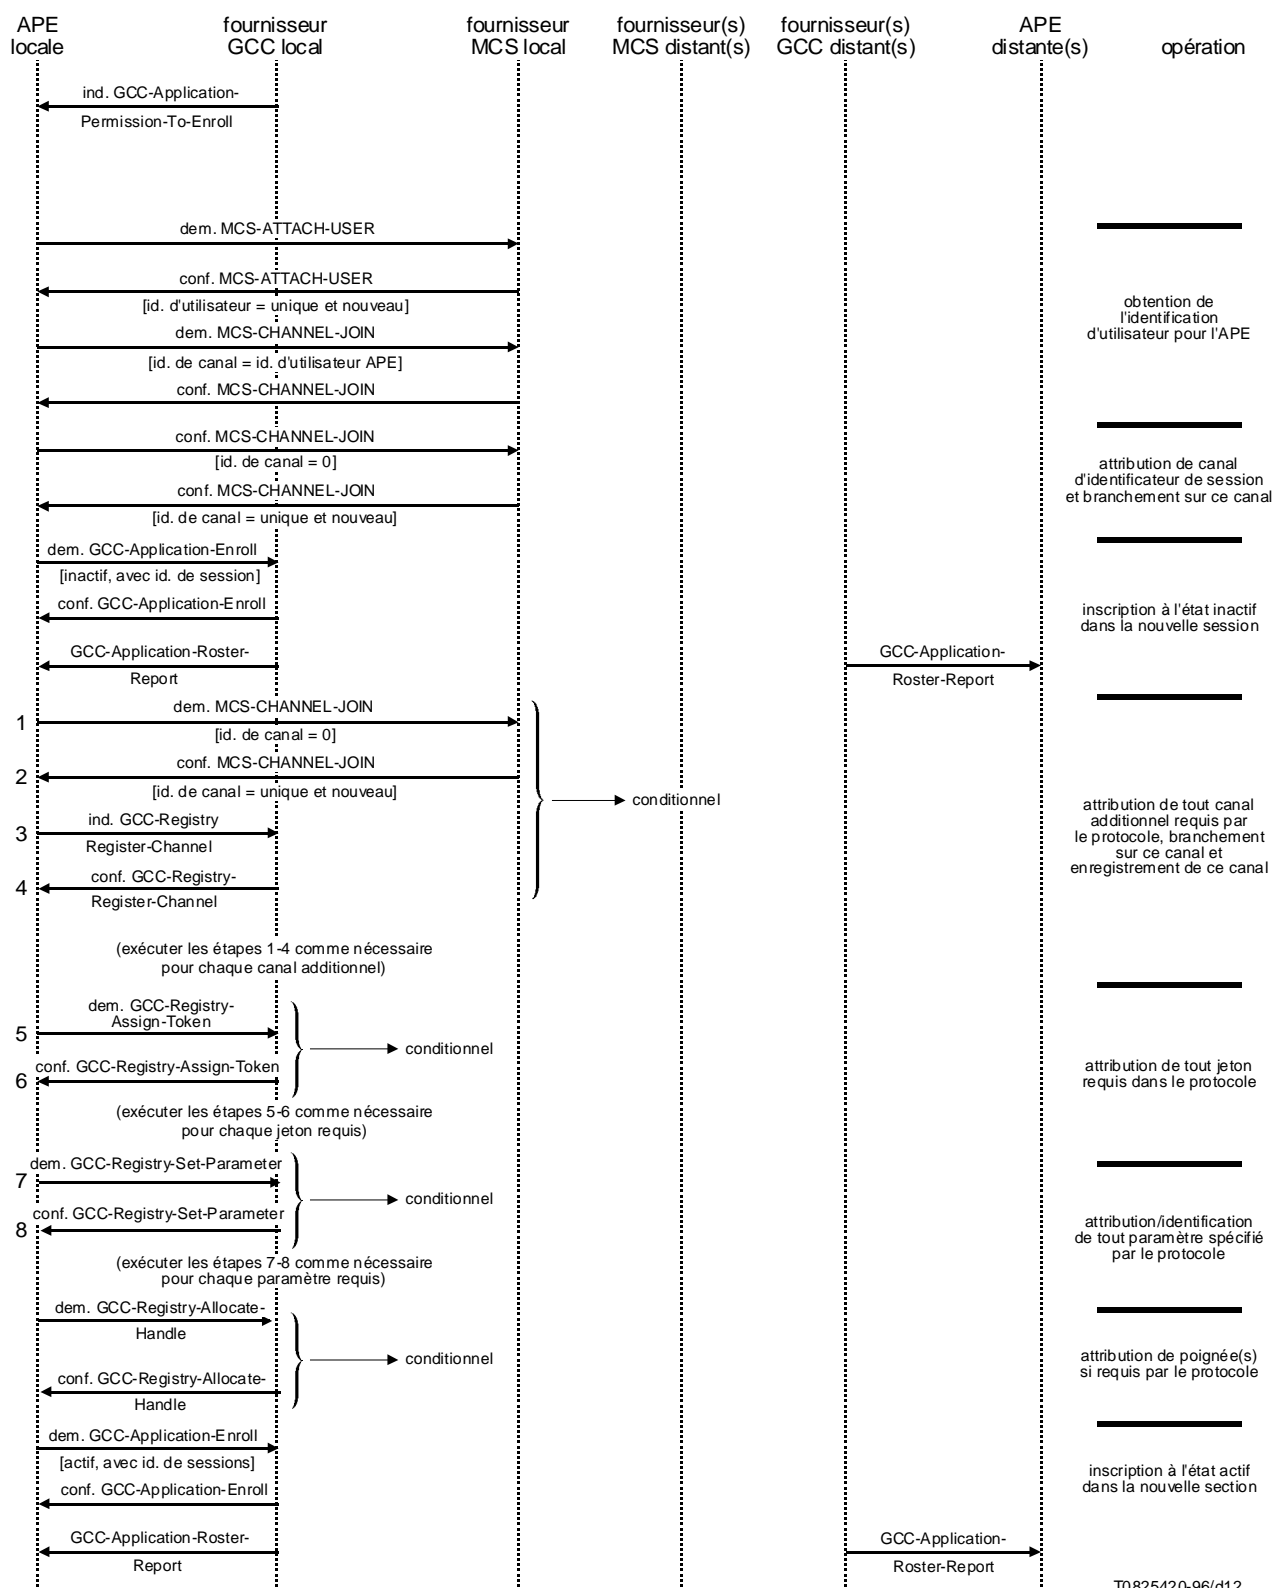 APE
locale
fournisseur
GCC local
fournisseur
MCS local
fournisseur(s)
MCS distant(s)
fournisseur(s)
GCC distant(s)
APE
distante(s)
opération
ind. GCC-Application-
Permission-To-Enroll
dem. MCS-ATTACH-USER
conf. MCS-ATTACH-USER
[id. d'utilisateur = unique et nouveau]
dem. MCS-CHANNEL-JOIN
[id. de canal = id. d'utilisateur APE]
conf. MCS-CHANNEL-JOIN
obtention de
l'identification
d'utilisateur pour l'APE
conf. MCS-CHANNEL-JOIN
[id. de canal = 0]
conf. MCS-CHANNEL-JOIN
[id. de canal = unique et nouveau]
attribution de canal
d'identificateur de session
et branchement sur ce canal
dem. GCC-Application-Enroll
[inactif, avec id. de session]
conf. GCC-Application-Enroll
GCC-Application-Roster-
Report
GCC-Application-
Roster-Report
inscription à l'état inactif
dans la nouvelle session
1
dem. MCS-CHANNEL-JOIN
[id. de canal = 0]
2
conf. MCS-CHANNEL-JOIN
[id. de canal = unique et nouveau]
conditionnel
3
ind. GCC-Registry
Register-Channel
4
conf. GCC-Registry-
Register-Channel
attribution de tout canal
additionnel requis par
le protocole, branchement
sur ce canal et
enregistrement de ce canal
(exécuter les étapes 1-4 comme nécessaire
pour chaque canal additionnel)
5
dem. GCC-Registry-
Assign-Token
conditionnel
6
conf. GCC-Registry-Assign-Token
attribution de tout jeton
requis dans le protocole
(exécuter les étapes 5-6 comme nécessaire
pour chaque jeton requis)
7
dem. GCC-Registry-Set-Parameter
conditionnel
8
conf. GCC-Registry-Set-Parameter
attribution/identification
de tout paramètre spécifié
par le protocole
(exécuter les étapes 7-8 comme nécessaire
pour chaque paramètre requis)
dem. GCC-Registry-Allocate-
Handle
conditionnel
conf. GCC-Registry-Allocate-
Handle
attribution de poignée(s)
si requis par le protocole
dem. GCC-Application-Enroll
[actif, avec id. de sessions]
conf. GCC-Application-Enroll
inscription à l'état actif
dans la nouvelle section
GCC-Application-Roster-
Report
GCC-Application-
Roster-Report
T0825420-96/d12